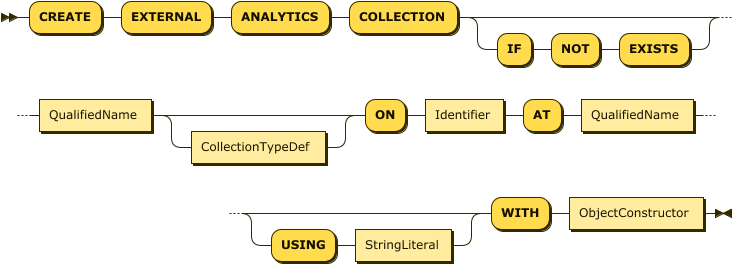 CREATE EXTERNAL ANALYTICS COLLECTION
IF NOT EXISTS
QualifiedName ON Identifier AT QualifiedName
CollectionTypeDef
WITH ObjectConstructor
USING StringLiteral